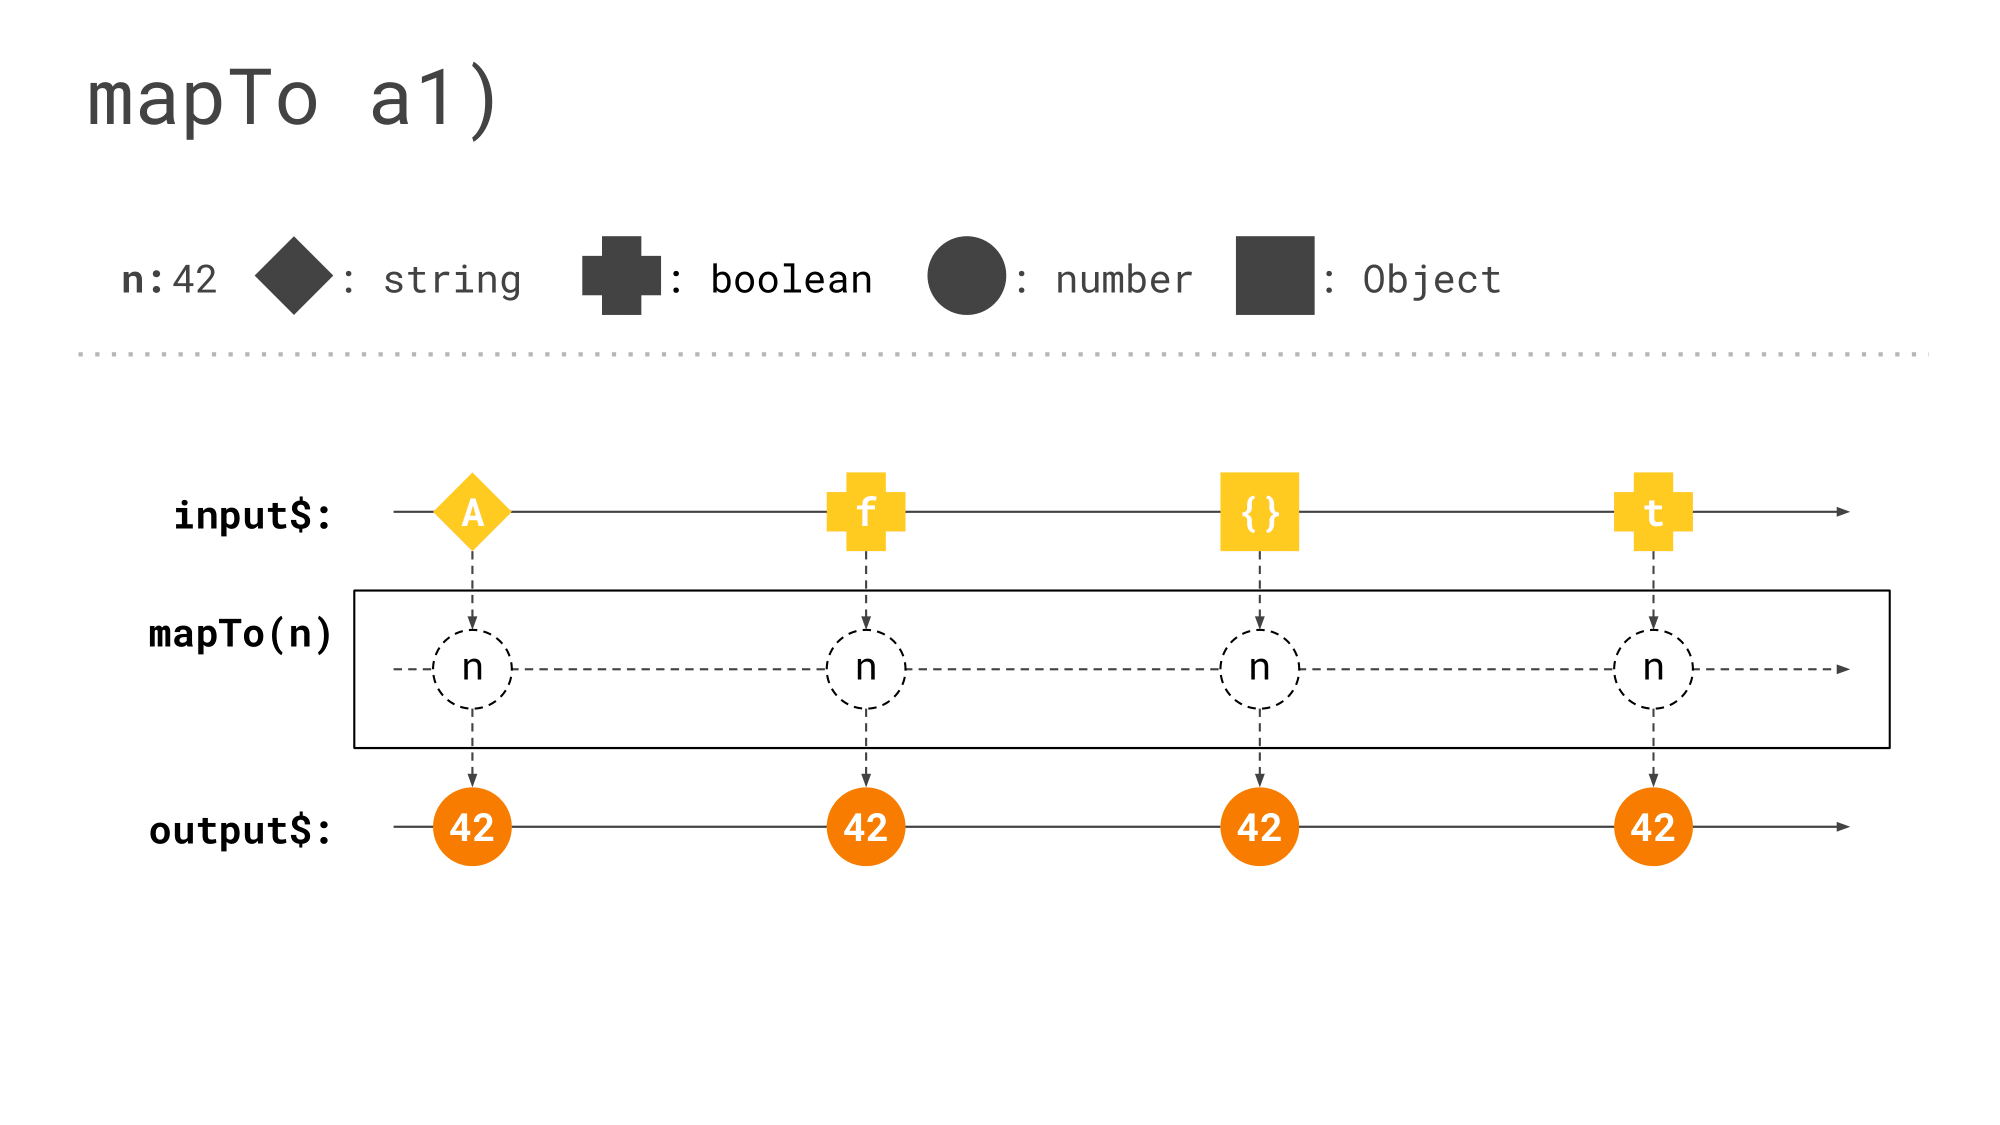 mapTo a1)
n:42 : string : boolean : number : Object
input$: A f {} t
mapTo(n)
n n n n
output$: 42 42 42 42